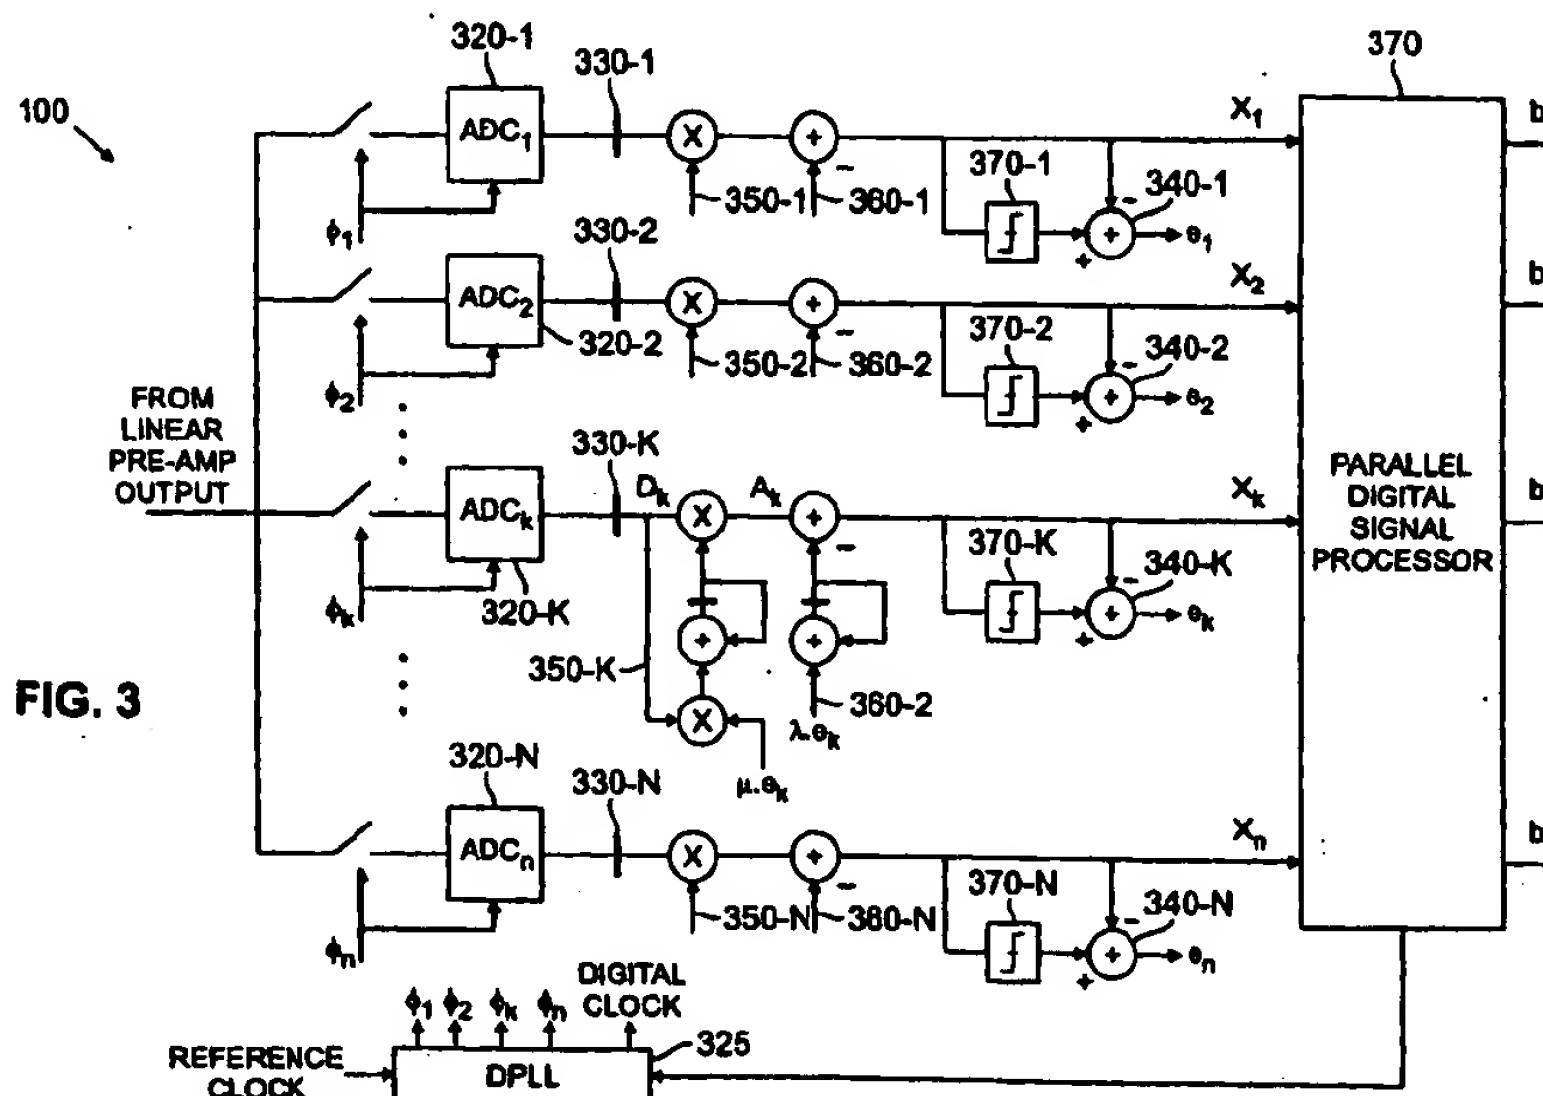 100
320-1
330-1
370
ADC1
X1
b
370-1
340-1
350-1
360-1
ϕ1
e1
330-2
ADC2
X2
b
320-2
370-2
340-2
350-2
360-2
ϕ2
e2
FROM
LINEAR
PRE-AMP
OUTPUT
330-K
Dk
Ak
ADCk
Xk
b
PARALLEL
DIGITAL
SIGNAL
PROCESSOR
370-K
340-K
320-K
ϕk
ek
350-K
360-2
λ.ek
μ.ek
FIG. 3
320-N
330-N
ADCn
Xn
b
370-N
340-N
350-N
360-N
ϕn
en
ϕ1 ϕ2 ϕk ϕn
DIGITAL
CLOCK
325
REFERENCE
CLOCK
DPLL